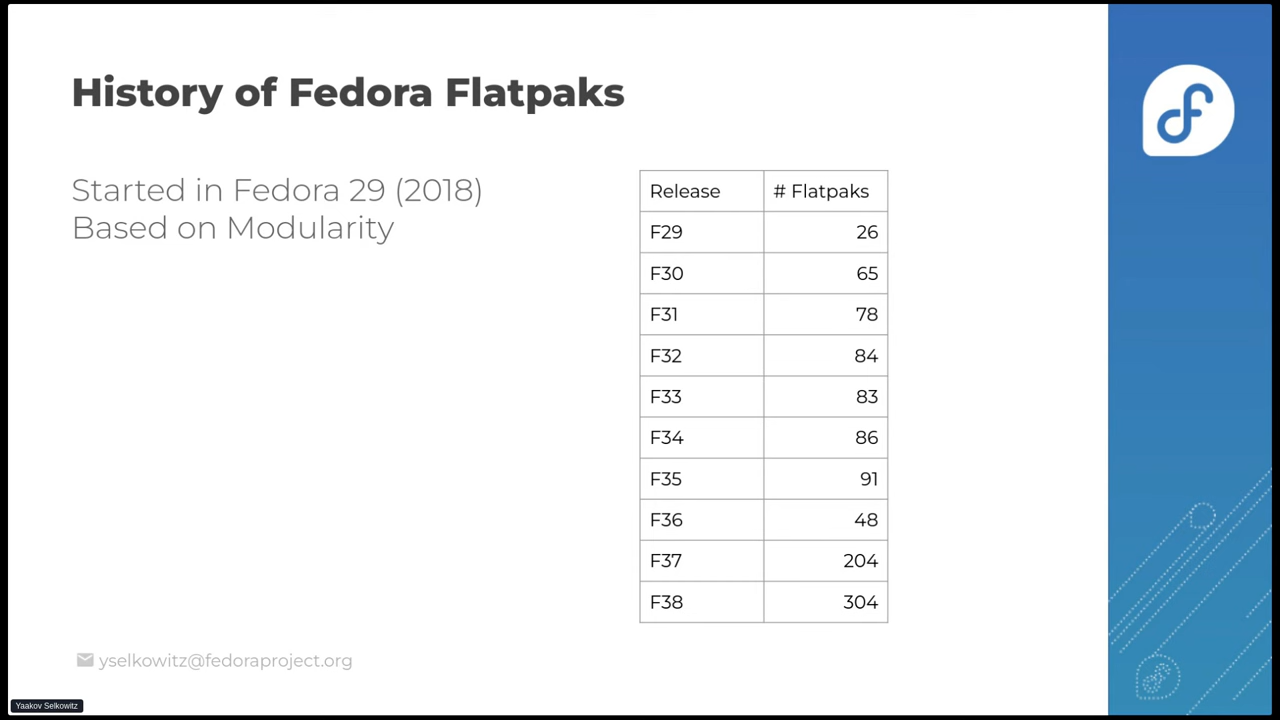 History of Fedora Flatpaks
Started in Fedora 29 (2018)
Based on Modularity
Release # Flatpaks
F29 26
F30 65
F31 78
F32 84
F33 83
F34 86
F35 91
F36 48
F37 204
F38 304
yselkowitz@fedoraproject.org
Yaakov Selkowitz